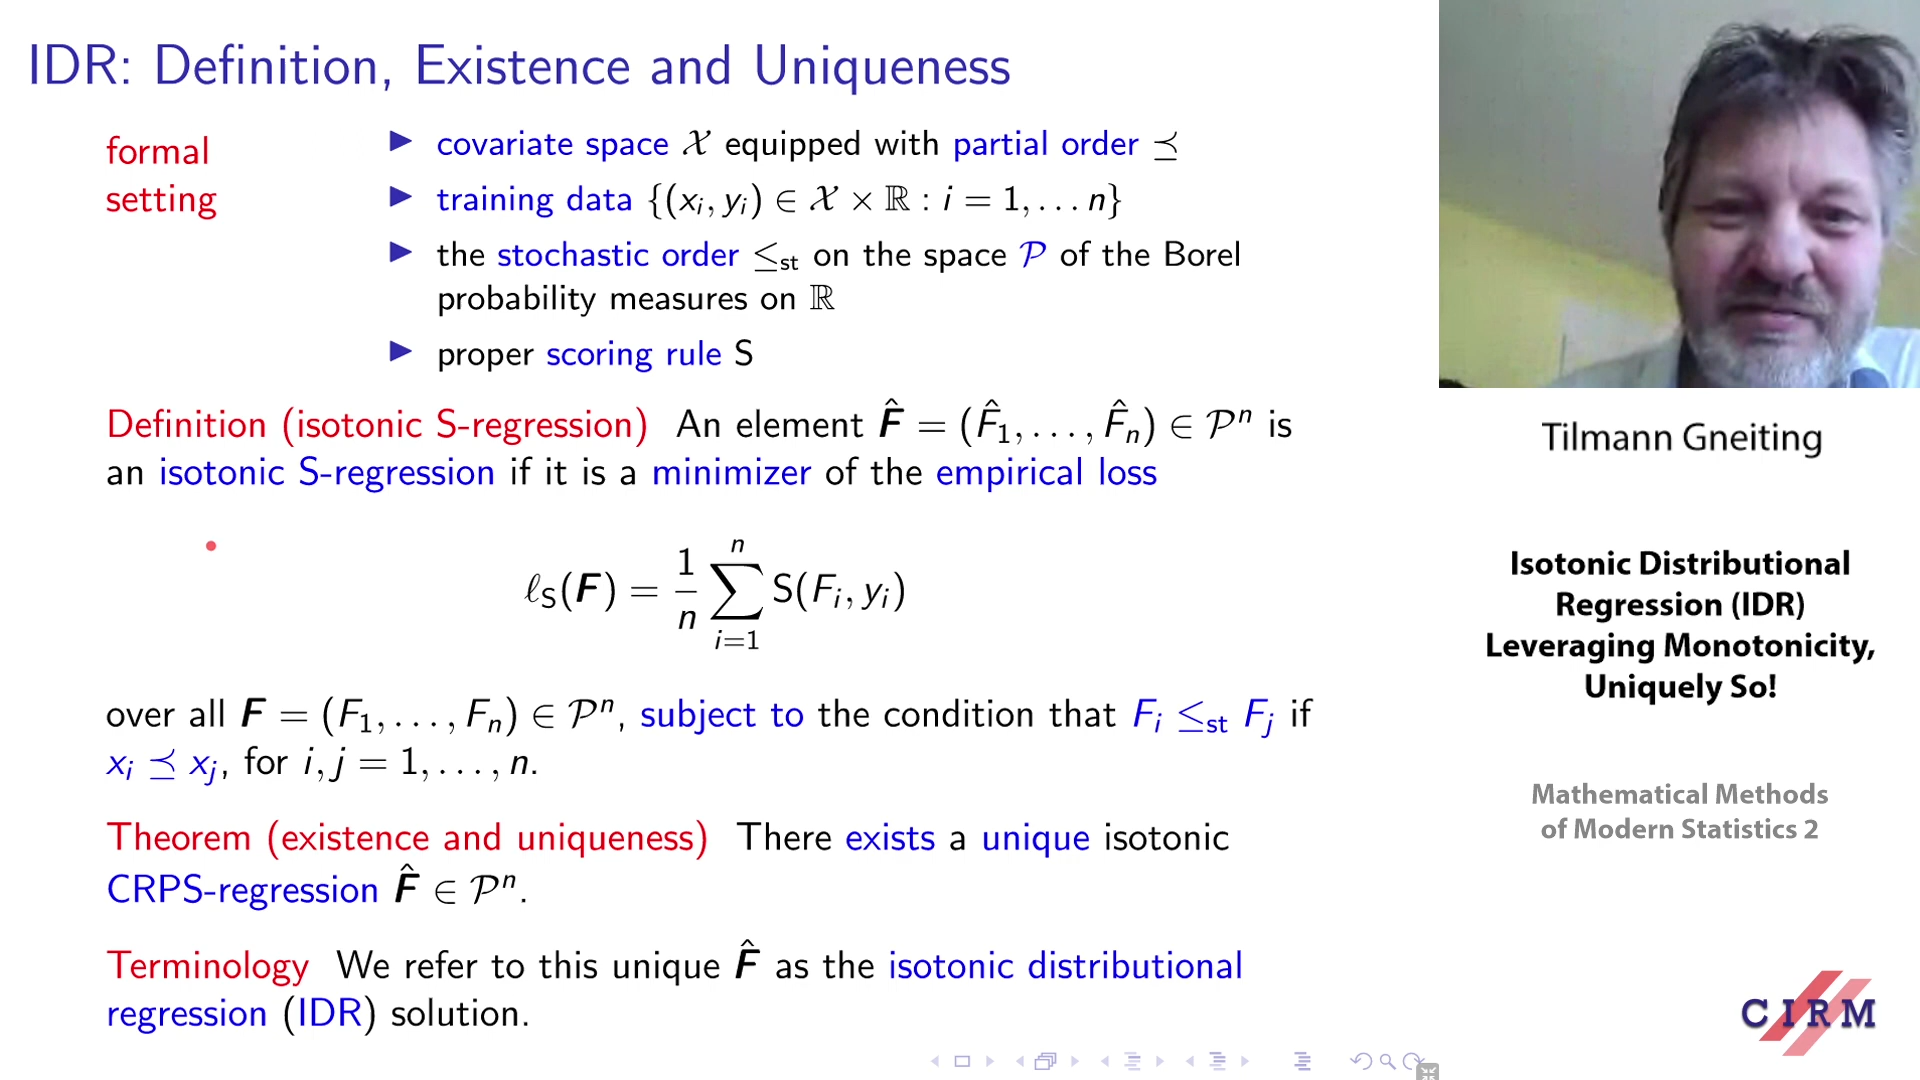 IDR: Definition, Existence and Uniqueness
formal
setting
▶ covariate space 𝒳 equipped with partial order ⪯
▶ training data {(xᵢ, yᵢ) ∈ 𝒳 × ℝ : i = 1, . . . n}
▶ the stochastic order ≤st on the space 𝒫 of the Borel
probability measures on ℝ
▶ proper scoring rule S
Definition (isotonic S-regression) An element F̂ = (F̂₁, . . . , F̂ₙ) ∈ 𝒫ⁿ is
an isotonic S-regression if it is a minimizer of the empirical loss
ℓS(F) = 1/n ∑ᵢ₌₁ⁿ S(Fᵢ, yᵢ)
over all F = (F₁, . . . , Fₙ) ∈ 𝒫ⁿ, subject to the condition that Fᵢ ≤st Fⱼ if
xᵢ ⪯ xⱼ, for i, j = 1, . . . , n.
Theorem (existence and uniqueness) There exists a unique isotonic
CRPS-regression F̂ ∈ 𝒫ⁿ.
Terminology We refer to this unique F̂ as the isotonic distributional
regression (IDR) solution.
Tilmann Gneiting
Isotonic Distributional
Regression (IDR)
Leveraging Monotonicity,
Uniquely So!
Mathematical Methods
of Modern Statistics 2
CIRM